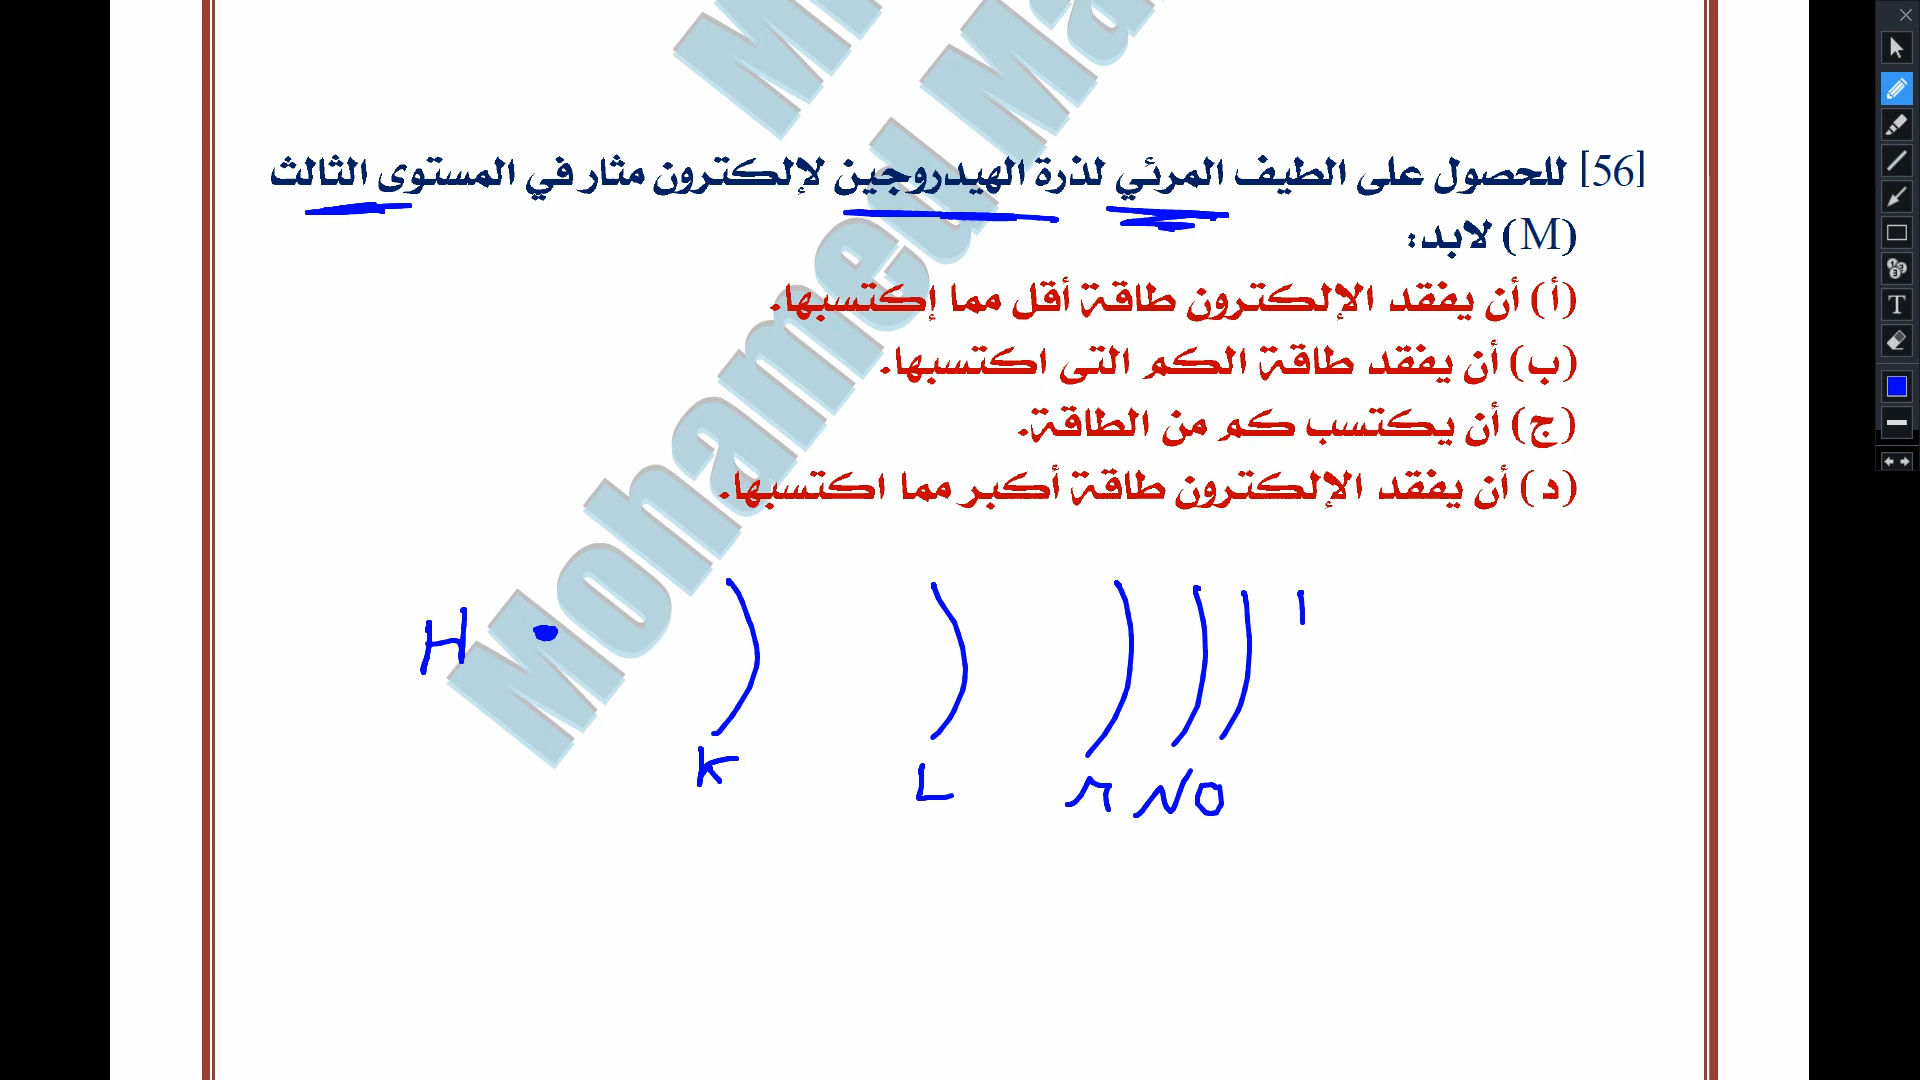 [56] للحصول على الطيف المرئي لذرة الهيدروجين لإلكترون مثار في المستوى الثالث
(M) لابد:
(أ) أن يفقد الإلكترون طاقة أقل مما إكتسبها.
(ب) أن يفقد طاقة الكم التى اكتسبها.
(ج) أن يكتسب كم من الطاقة.
(د) أن يفقد الإلكترون طاقة أكبر مما اكتسبها.
H
K L M N O
Mohamed Ma
T